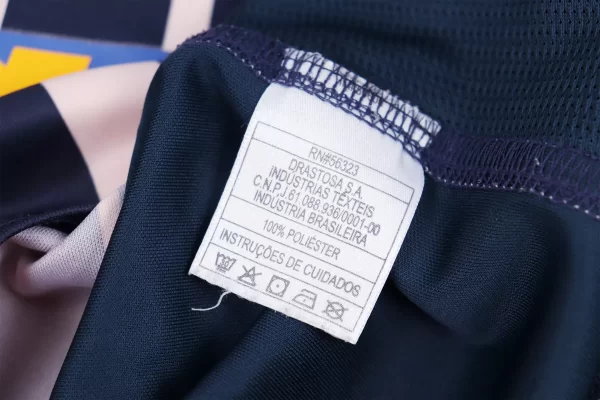 RN#56323
DRASTOSA S.A.
INDÚSTRIAS TÊXTEIS
C.N.P.J.61.088.936/0001-00
INDÚSTRIA BRASILEIRA
100% POLIÉSTER
INSTRUÇÕES DE CUIDADOS